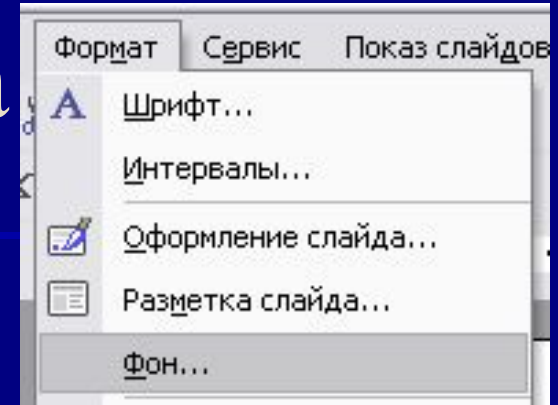 Формат Сервис Показ слайдов
Шрифт...
Интервалы...
Оформление слайда...
Разметка слайда...
Фон...